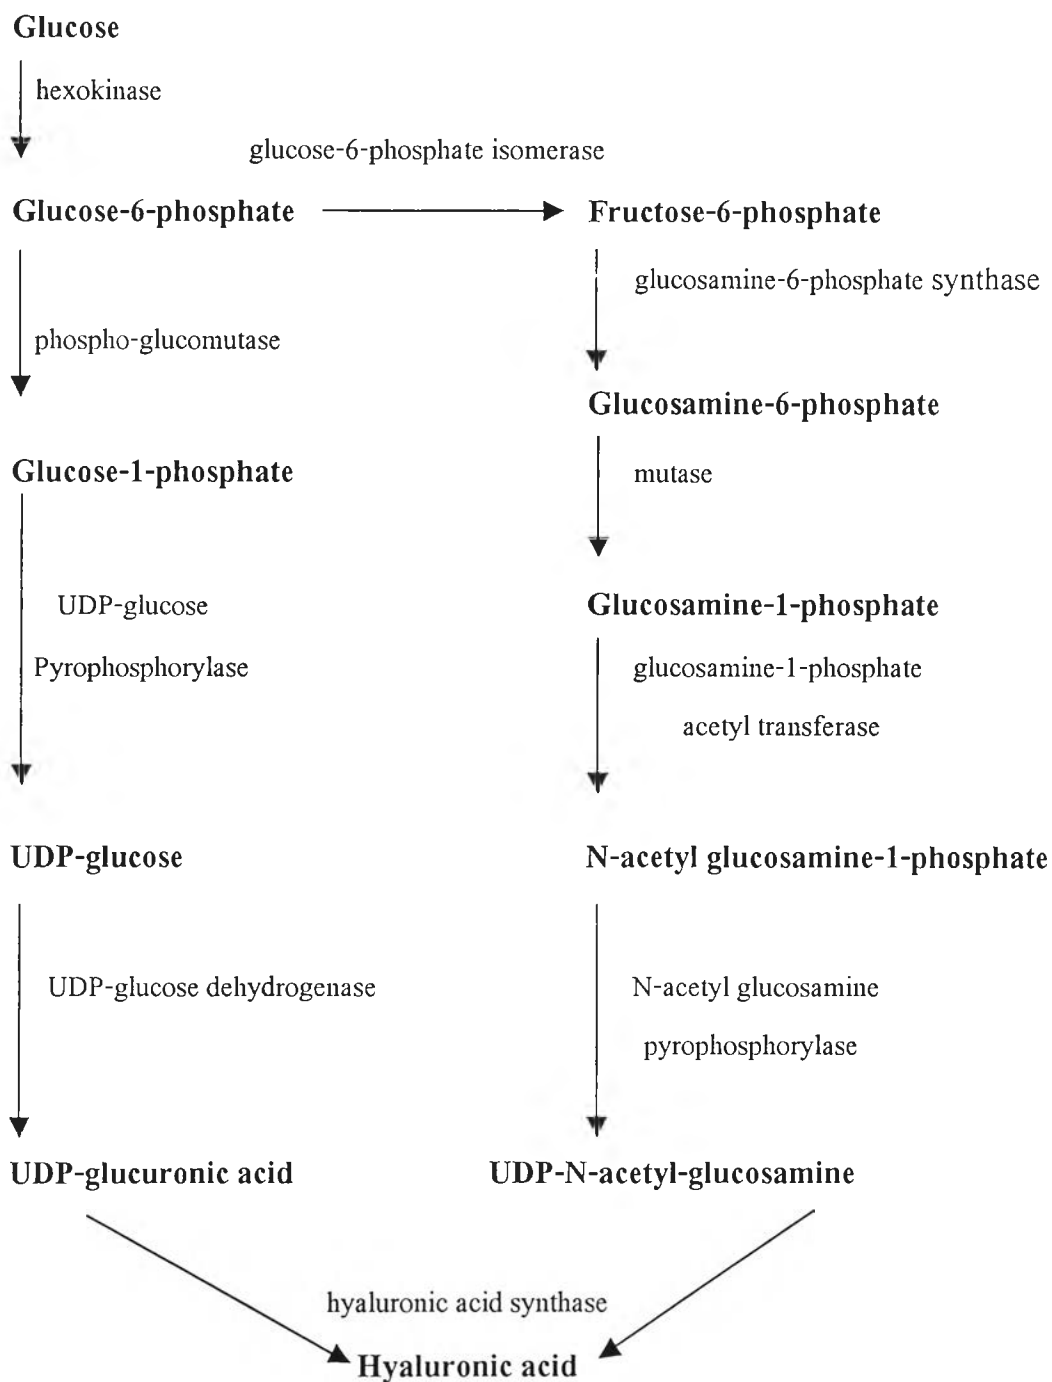 Glucose
hexokinase
glucose-6-phosphate isomerase
Glucose-6-phosphate
Fructose-6-phosphate
glucosamine-6-phosphate synthase
phospho-glucomutase
Glucosamine-6-phosphate
Glucose-1-phosphate
mutase
UDP-glucose
Glucosamine-1-phosphate
Pyrophosphorylase
glucosamine-1-phosphate
acetyl transferase
UDP-glucose
N-acetyl glucosamine-1-phosphate
UDP-glucose dehydrogenase
N-acetyl glucosamine
pyrophosphorylase
UDP-glucuronic acid
UDP-N-acetyl-glucosamine
hyaluronic acid synthase
Hyaluronic acid